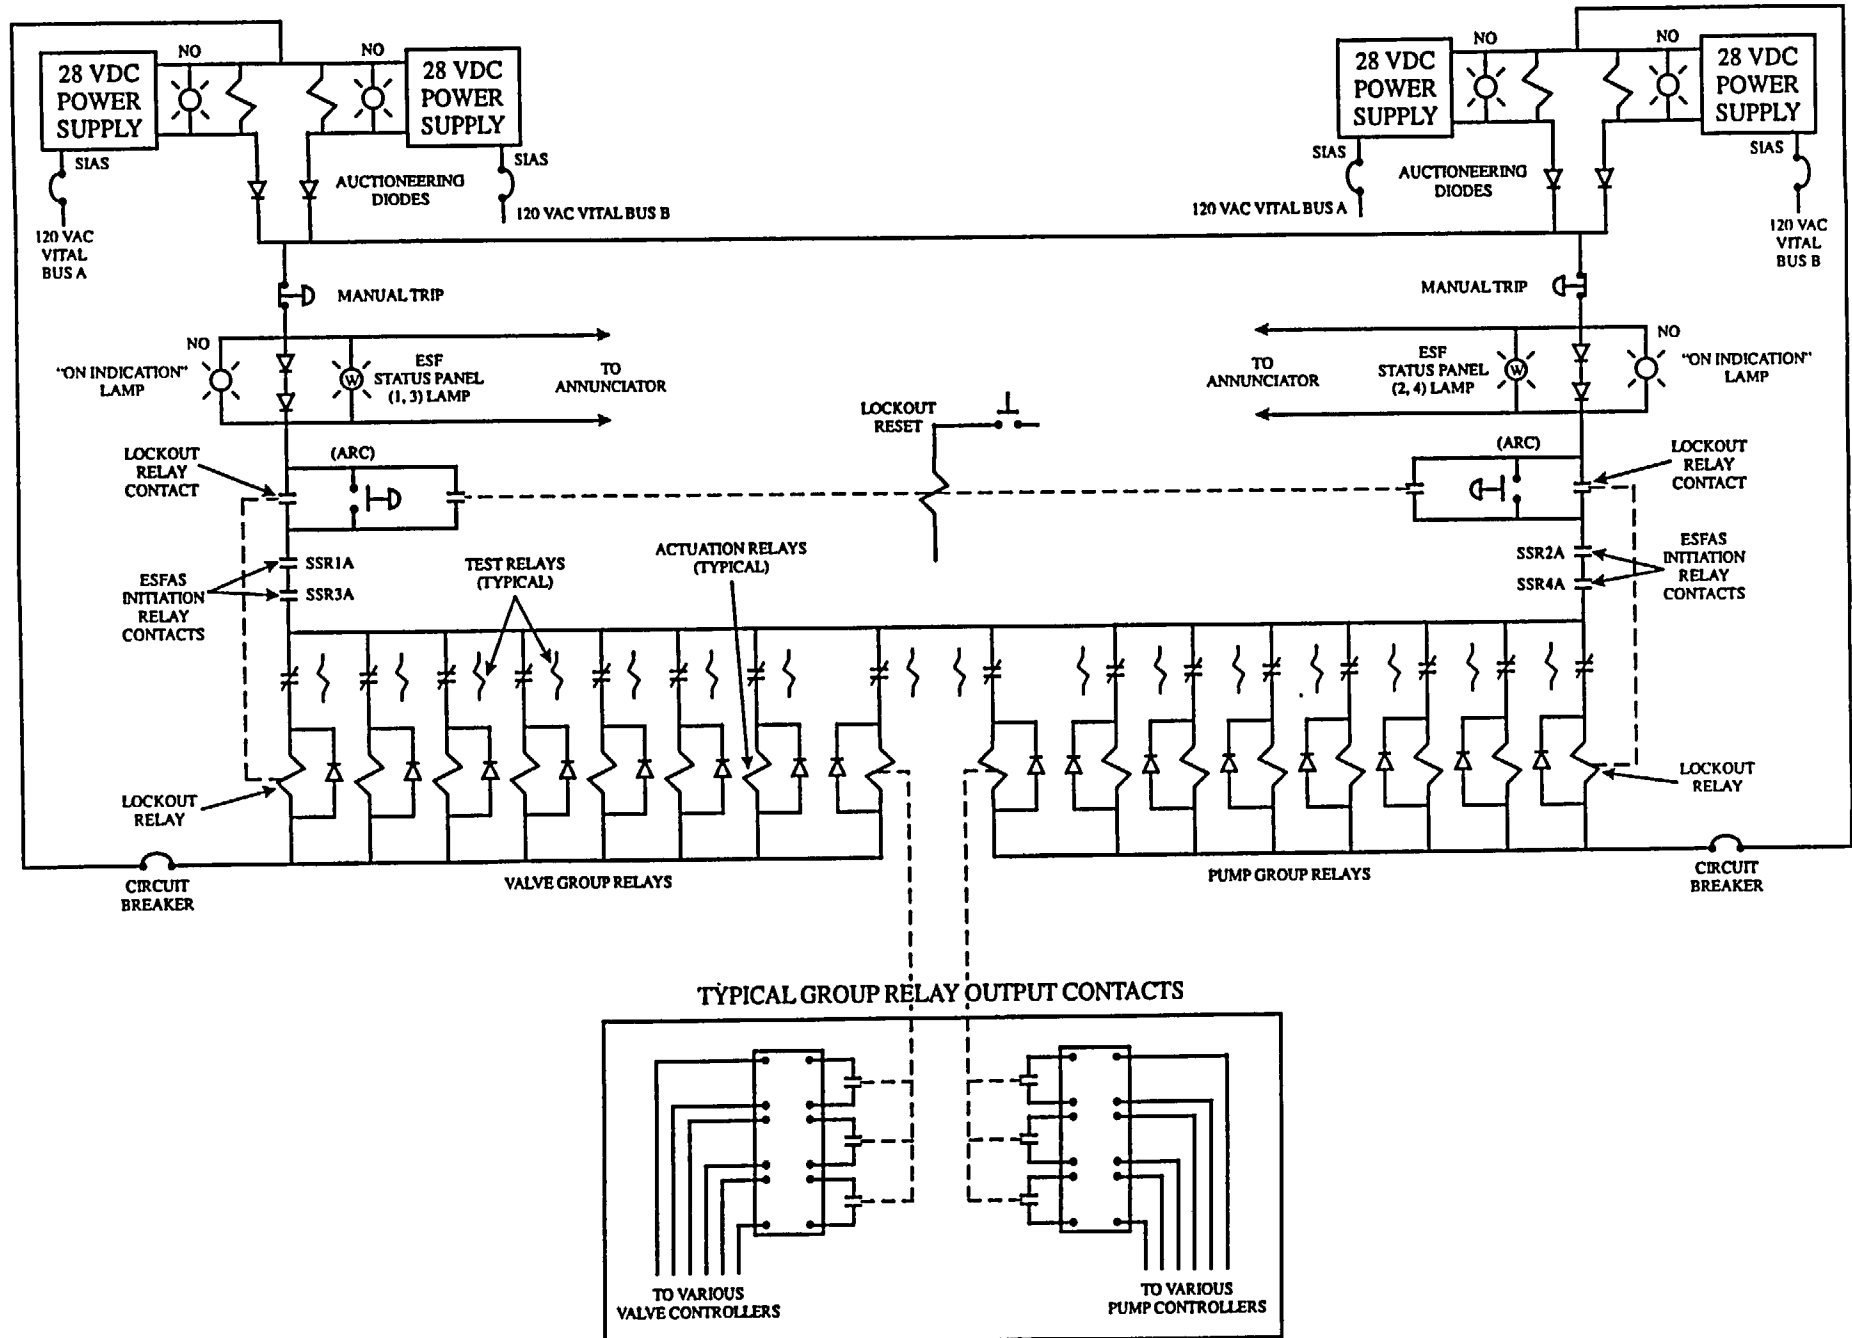 NO
NO
28 VDC
POWER
SUPPLY
28 VDC
POWER
SUPPLY
SIAS
SIAS
AUCTIONEERING
DIODES
120 VAC VITAL BUS B
120 VAC
VITAL
BUS A
NO
NO
28 VDC
POWER
SUPPLY
28 VDC
POWER
SUPPLY
SIAS
SIAS
AUCTIONEERING
DIODES
120 VAC VITAL BUS A
120 VAC
VITAL
BUS B
MANUAL TRIP
MANUAL TRIP
NO
"ON INDICATION"
LAMP
W
ESF
STATUS PANEL
(1, 3) LAMP
TO
ANNUNCIATOR
TO
ANNUNCIATOR
ESF
STATUS PANEL
(2, 4) LAMP
W
NO
"ON INDICATION"
LAMP
LOCKOUT
RESET
LOCKOUT
RELAY
CONTACT
(ARC)
(ARC)
LOCKOUT
RELAY
CONTACT
SSR1A
SSR3A
ESFAS
INITIATION
RELAY
CONTACTS
TEST RELAYS
(TYPICAL)
ACTUATION RELAYS
(TYPICAL)
SSR2A
SSR4A
ESFAS
INITIATION
RELAY
CONTACTS
LOCKOUT
RELAY
LOCKOUT
RELAY
CIRCUIT
BREAKER
VALVE GROUP RELAYS
PUMP GROUP RELAYS
CIRCUIT
BREAKER
TYPICAL GROUP RELAY OUTPUT CONTACTS
TO VARIOUS
VALVE CONTROLLERS
TO VARIOUS
PUMP CONTROLLERS